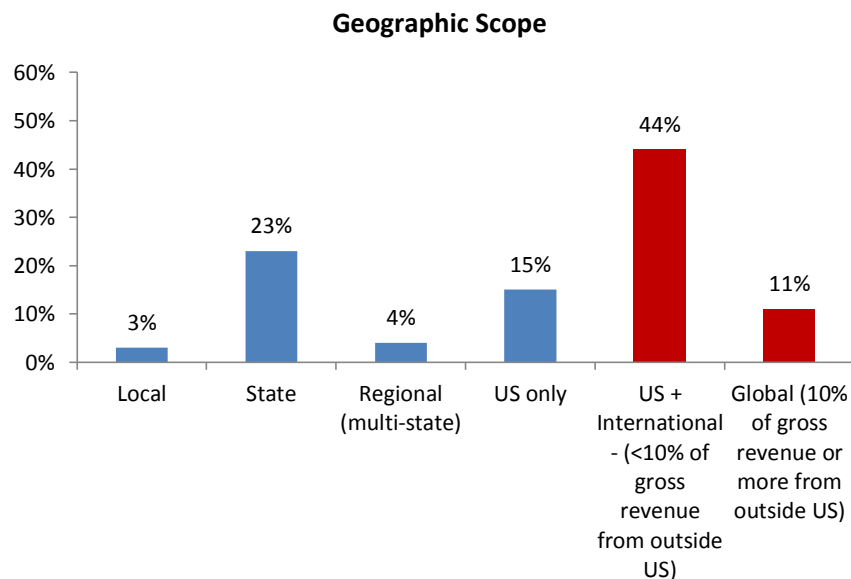 Geographic Scope
60%
50%
40%
30%
20%
10%
0%
3%
23%
4%
15%
44%
11%
Local
State
Regional
(multi-state)
US only
US +
International
- (<10% of
gross
revenue
from outside
US)
Global (10%
of gross
revenue or
more from
outside US)